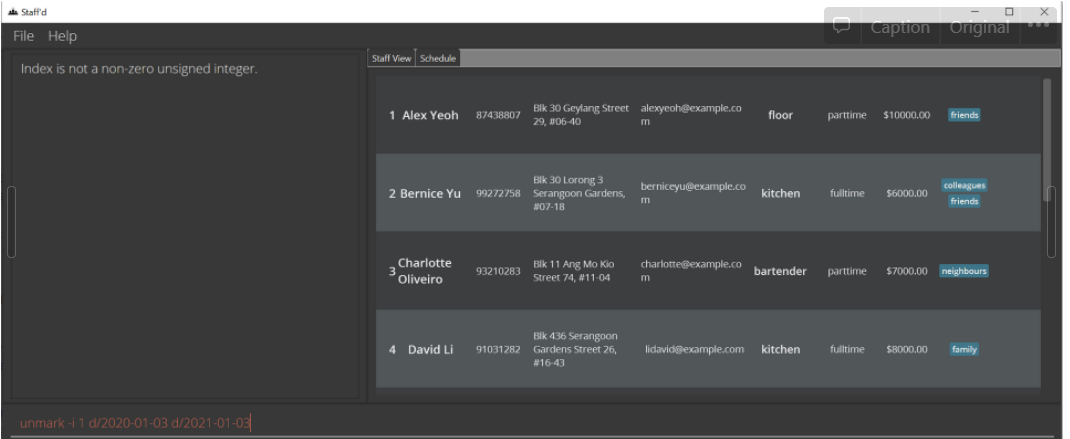 Staff'd
Caption Original
File Help
Index is not a non-zero unsigned integer.
Staff View Schedule
1 Alex Yeoh 87438807 Blk 30 Geylang Street 29, #06-40 alexyeoh@example.com floor parttime $10000.00 friends
2 Bernice Yu 99272758 Blk 30 Lorong 3 Serangoon Gardens, #07-18 berniceyu@example.com kitchen fulltime $6000.00 colleagues friends
3 Charlotte Oliveiro 93210283 Blk 11 Ang Mo Kio Street 74, #11-04 charlotte@example.com bartender parttime $7000.00 neighbours
4 David Li 91031282 Blk 436 Serangoon Gardens Street 26, #16-43 lidavid@example.com kitchen fulltime $8000.00 family
unmark -i 1 d/2020-01-03 d/2021-01-03